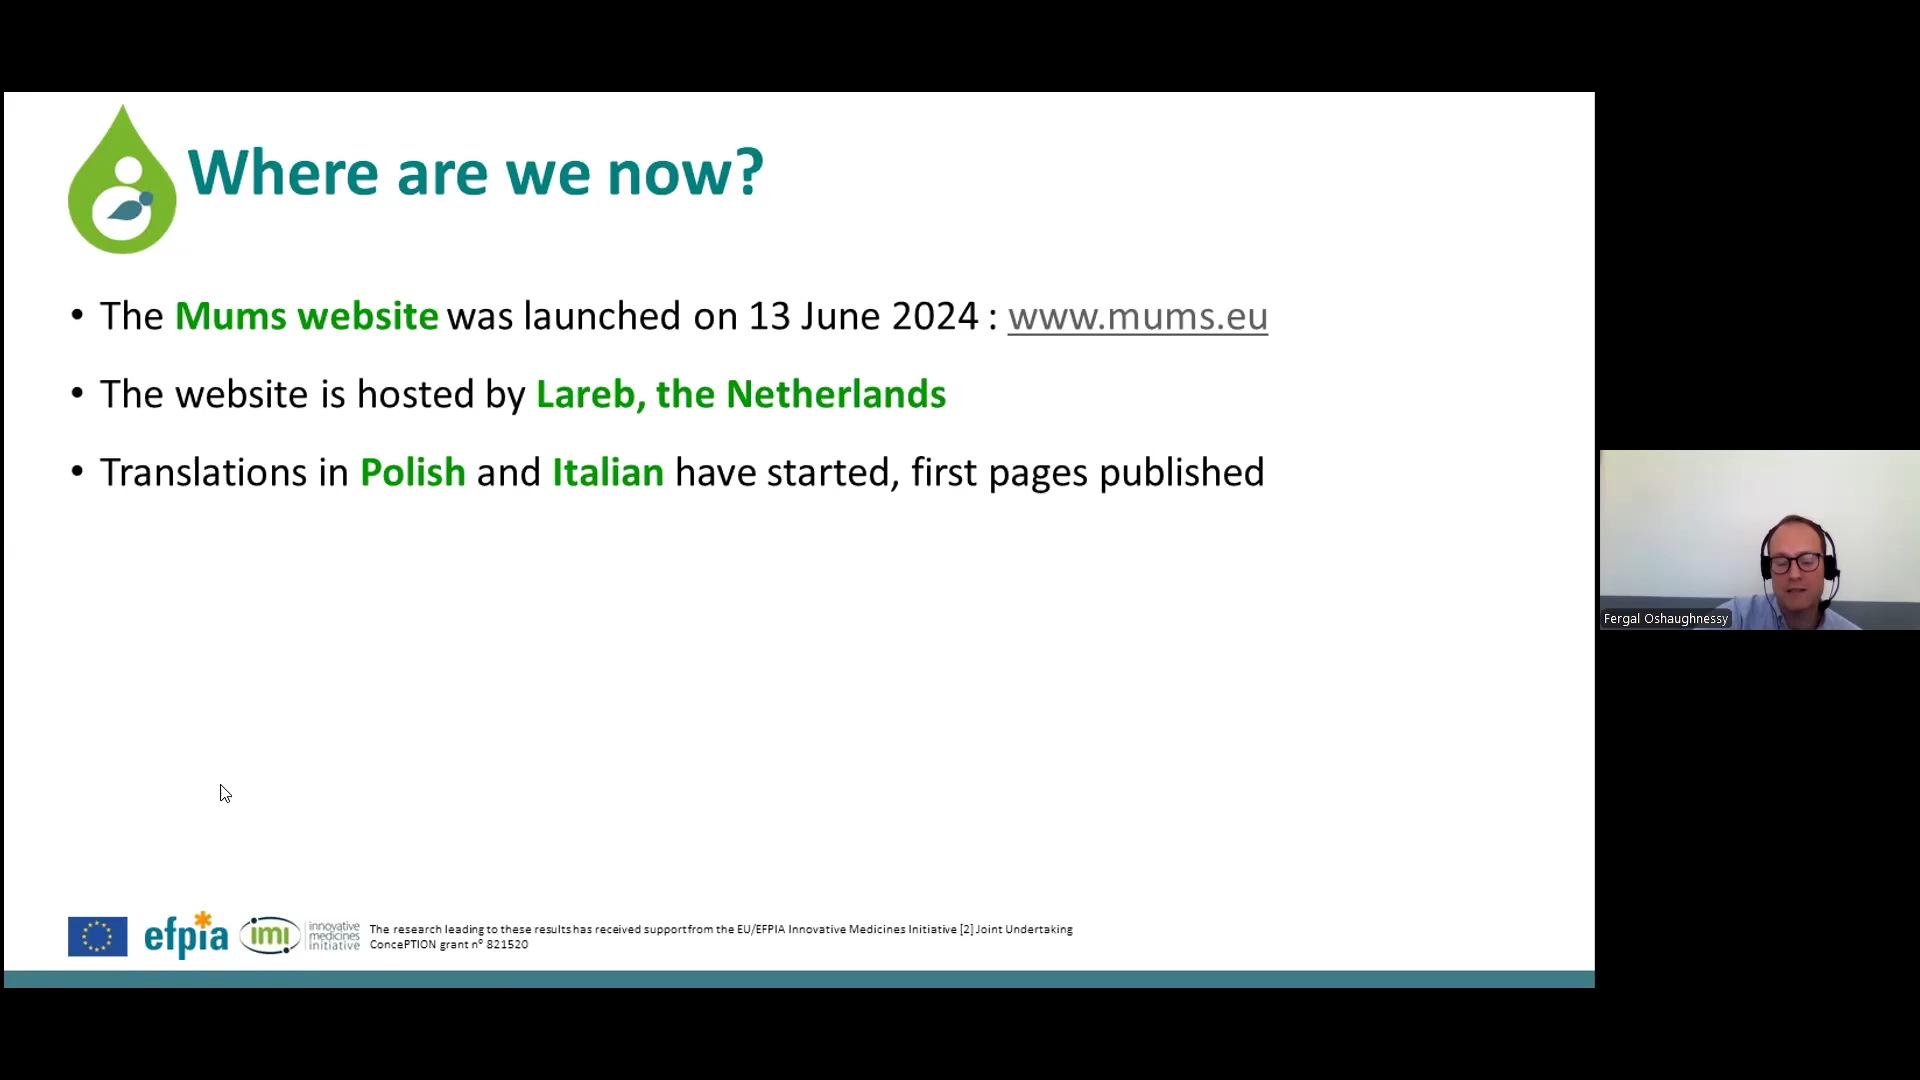 Where are we now?
• The Mums website was launched on 13 June 2024 : www.mums.eu
• The website is hosted by Lareb, the Netherlands
• Translations in Polish and Italian have started, first pages published
Fergal Oshaughnessy
efpia
imi
innovative
medicines
initiative
The research leading to these results has received support from the EU/EFPIA Innovative Medicines Initiative [2] Joint Undertaking
ConcePTION grant nº 821520